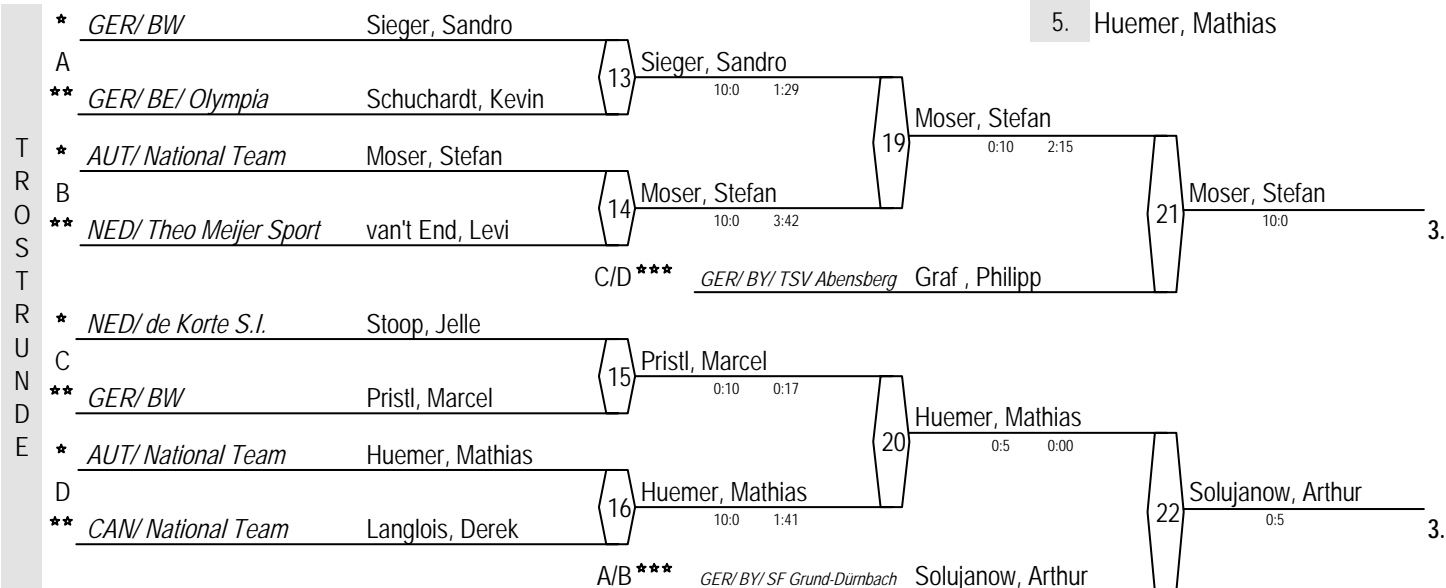 TROSTRUNDE
5. Huemer, Mathias
* GER/ BW Sieger, Sandro
A
** GER/ BE/ Olympia Schuchardt, Kevin
13 Sieger, Sandro
10:0 1:29
* AUT/ National Team Moser, Stefan
B
** NED/ Theo Meijer Sport van't End, Levi
14 Moser, Stefan
10:0 3:42
19 Moser, Stefan
0:10 2:15
C/D *** GER/ BY/ TSV Abensberg Graf , Philipp
21 Moser, Stefan
10:0
3.
* NED/ de Korte S.I. Stoop, Jelle
C
** GER/ BW Pristl, Marcel
15 Pristl, Marcel
0:10 0:17
* AUT/ National Team Huemer, Mathias
D
** CAN/ National Team Langlois, Derek
16 Huemer, Mathias
10:0 1:41
20 Huemer, Mathias
0:5 0:00
A/B *** GER/ BY/ SF Grund-Dürnbach Solujanow, Arthur
22 Solujanow, Arthur
0:5
3.